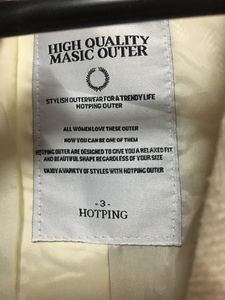 HIGH QUALITY
MASIC OUTER
STYLISH OUTERWEAR FOR A TRENDY LIFE
HOTPING OUTER
ALL WOMEN LOVE THESE OUTER
NOW YOU CAN BE ONE OF THEM
HOTPING OUTER ARE DESIGNED TO GIVE YOU A RELAXED FIT
AND BEAUTIFUL SHAPE REGARDLESS OF YOUR SIZE
ENJOY A VARIETY OF STYLES WITH HOTPING OUTER
- 3 -
HOTPING